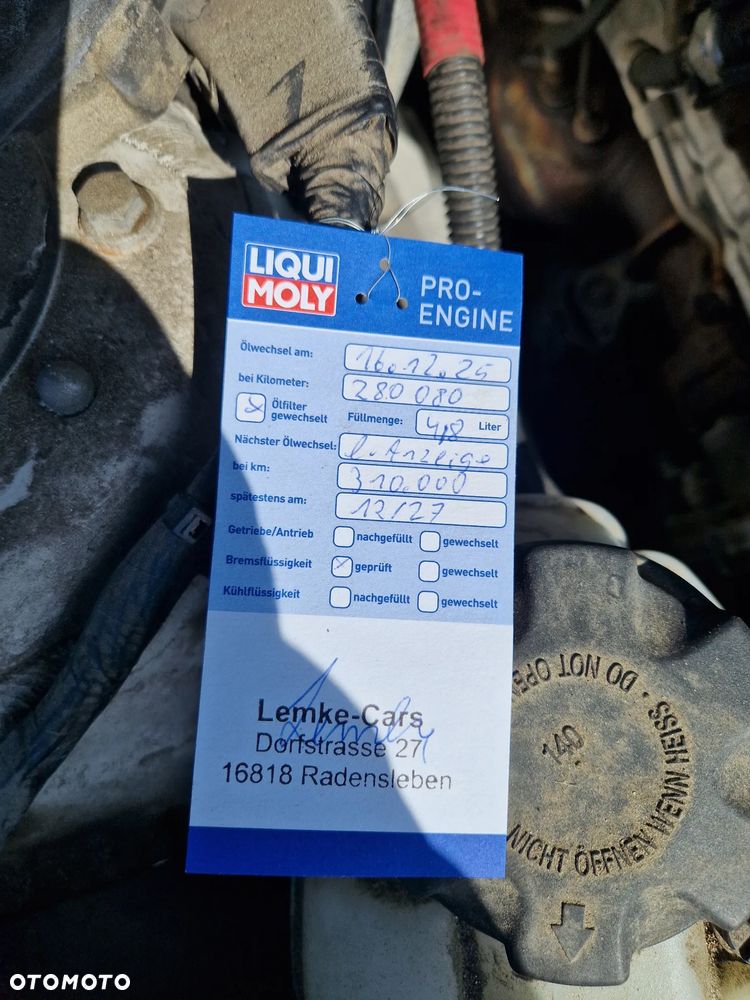 LIQUI
MOLY
PRO-
ENGINE
Ölwechsel am: 16.12.25
bei Kilometer: 280 080
Ölfilter
gewechselt
Füllmenge: 4,8 Liter
Nächster Ölwechsel: l. Anzeige
bei km: 310.000
spätestens am: 12/27
Getriebe/Antrieb nachgefüllt gewechselt
Bremsflüssigkeit geprüft gewechselt
Kühlflüssigkeit nachgefüllt gewechselt
Lemke-Cars
Dorfstrasse 27
16818 Radensleben
140
NICHT ÖFFNEN WENN HEISS - DO NOT OPE
OTOMOTO